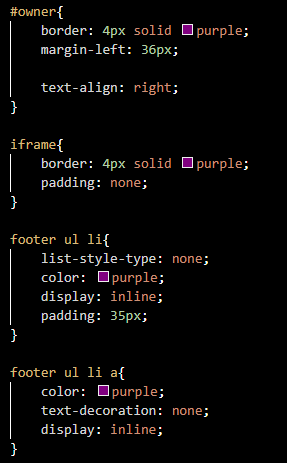 #owner{
border: 4px solid purple;
margin-left: 36px;
text-align: right;
}
iframe{
border: 4px solid purple;
padding: none;
}
footer ul li{
list-style-type: none;
color: purple;
display: inline;
padding: 35px;
}
footer ul li a{
color: purple;
text-decoration: none;
display: inline;
}